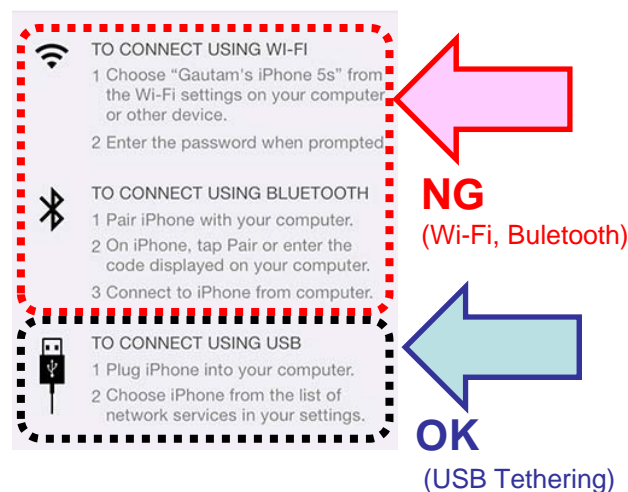 TO CONNECT USING WI-FI
1 Choose “Gautam's iPhone 5s” from
the Wi-Fi settings on your computer
or other device.
2 Enter the password when prompted
TO CONNECT USING BLUETOOTH
1 Pair iPhone with your computer.
2 On iPhone, tap Pair or enter the
code displayed on your computer.
3 Connect to iPhone from computer.
NG
(Wi-Fi, Buletooth)
TO CONNECT USING USB
1 Plug iPhone into your computer.
2 Choose iPhone from the list of
network services in your settings.
OK
(USB Tethering)